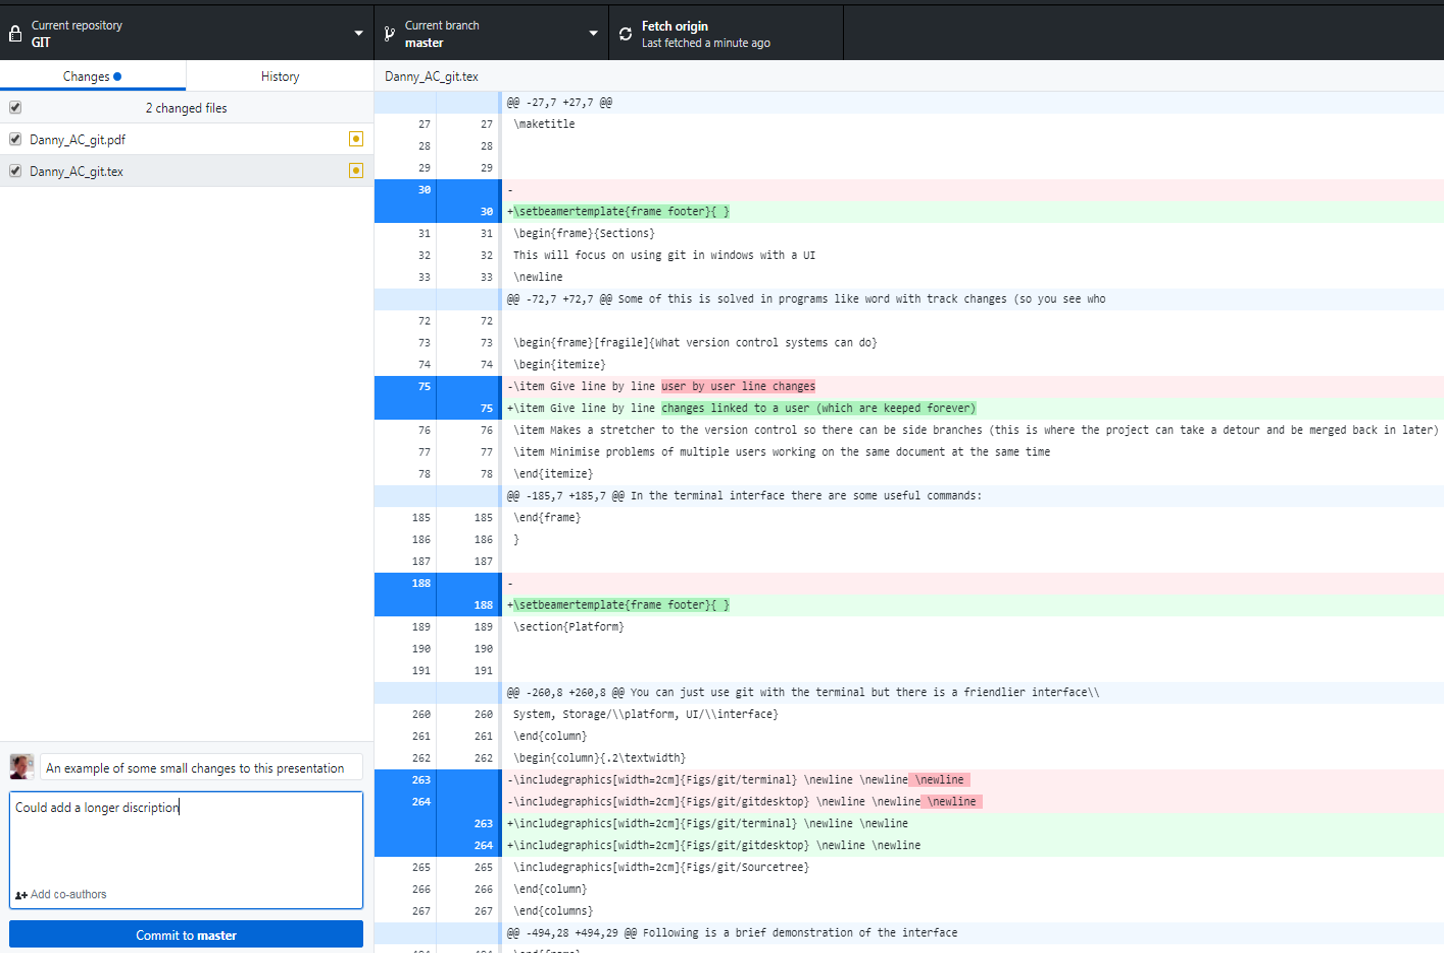 Current repository
GIT
Current branch
master
Fetch origin
Last fetched a minute ago
Changes
History
2 changed files
Danny_AC_git.pdf
Danny_AC_git.tex
An example of some small changes to this presentation
Could add a longer discription
Add co-authors
Commit to master
Danny_AC_git.tex
@@ -27,7 +27,7 @@
27 27 \maketitle
28 28
29 29
30 -
30 +\setbeamertemplate{frame footer}{ }
31 31 \begin{frame}{Sections}
32 32 This will focus on using git in windows with a UI
33 33 \newline
@@ -72,7 +72,7 @@ Some of this is solved in programs like word with track changes (so you see who
72 72
73 73 \begin{frame}[fragile]{What version control systems can do}
74 74 \begin{itemize}
75 -\item Give line by line user by user line changes
75 +\item Give line by line changes linked to a user (which are keeped forever)
76 76 \item Makes a stretcher to the version control so there can be side branches (this is where the project can take a detour and be merged back in later)
77 77 \item Minimise problems of multiple users working on the same document at the same time
78 78 \end{itemize}
@@ -185,7 +185,7 @@ In the terminal interface there are some useful commands:
185 185 \end{frame}
186 186 }
187 187
188 -
188 +\setbeamertemplate{frame footer}{ }
189 189 \section{Platform}
190 190
191 191
@@ -260,8 +260,8 @@ You can just use git with the terminal but there is a friendlier interface\\
260 260 System, Storage/\\platform, UI/\\interface}
261 261 \end{column}
262 262 \begin{column}{.2\textwidth}
263 -\includegraphics[width=2cm]{Figs/git/terminal} \newline \newline \newline
264 -\includegraphics[width=2cm]{Figs/git/gitdesktop} \newline \newline \newline
263 +\includegraphics[width=2cm]{Figs/git/terminal} \newline \newline
264 +\includegraphics[width=2cm]{Figs/git/gitdesktop} \newline \newline
265 265 \includegraphics[width=2cm]{Figs/git/Sourcetree}
266 266 \end{column}
267 267 \end{columns}
@@ -494,28 +494,29 @@ Following is a brief demonstration of the interface